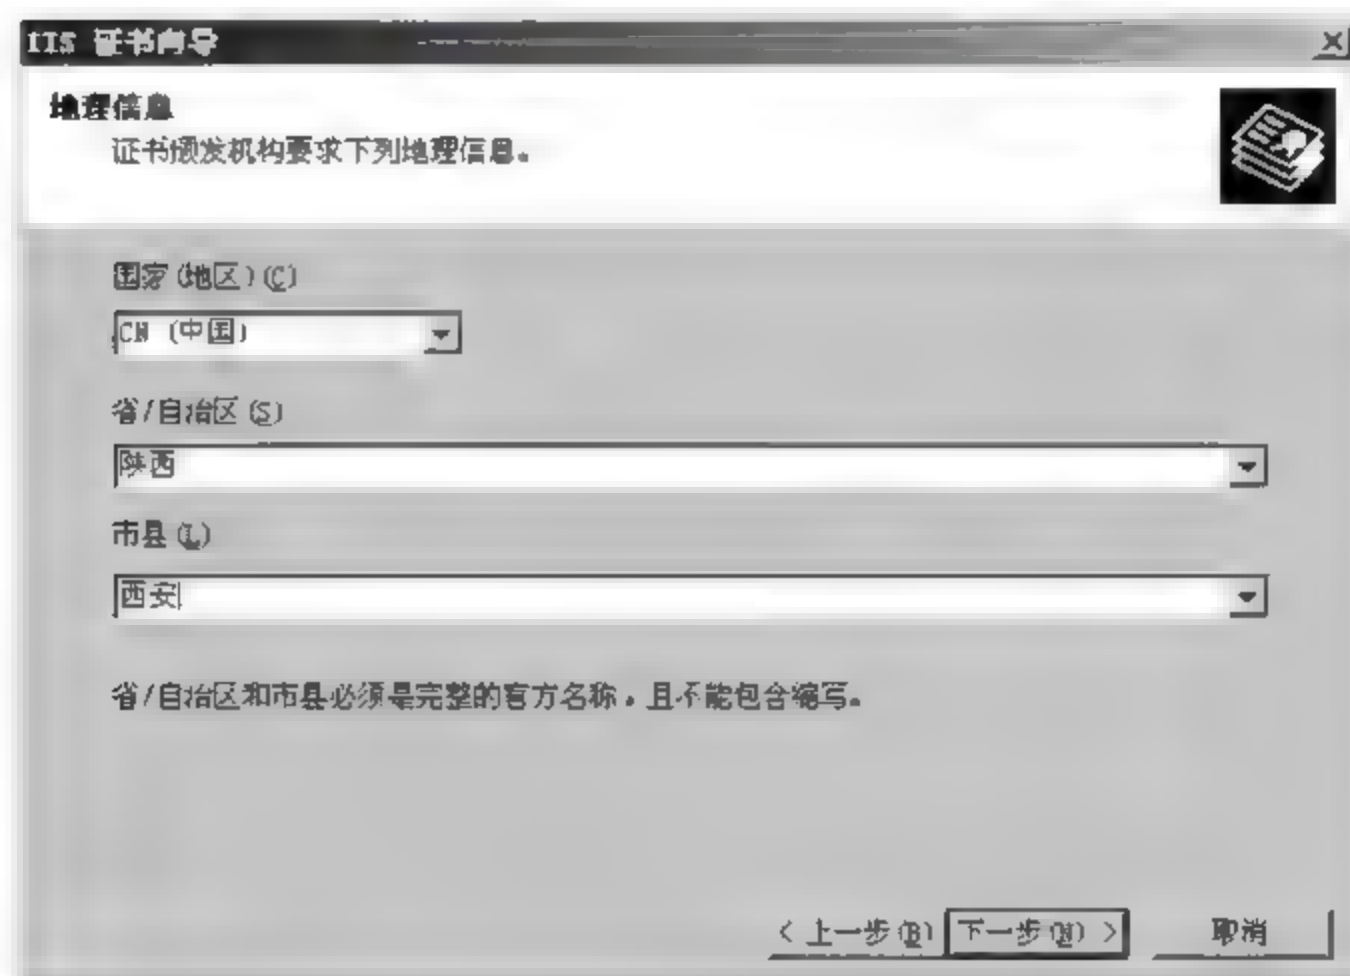 IIS 证书向导
地理信息
证书颁发机构要求下列地理信息。
国家(地区)(C)
CN (中国)
省/自治区(S)
陕西
市县(L)
西安
省/自治区和市县必须是完整的官方名称，且不能包含缩写。
< 上一步(B) 下一步(N) > 取消